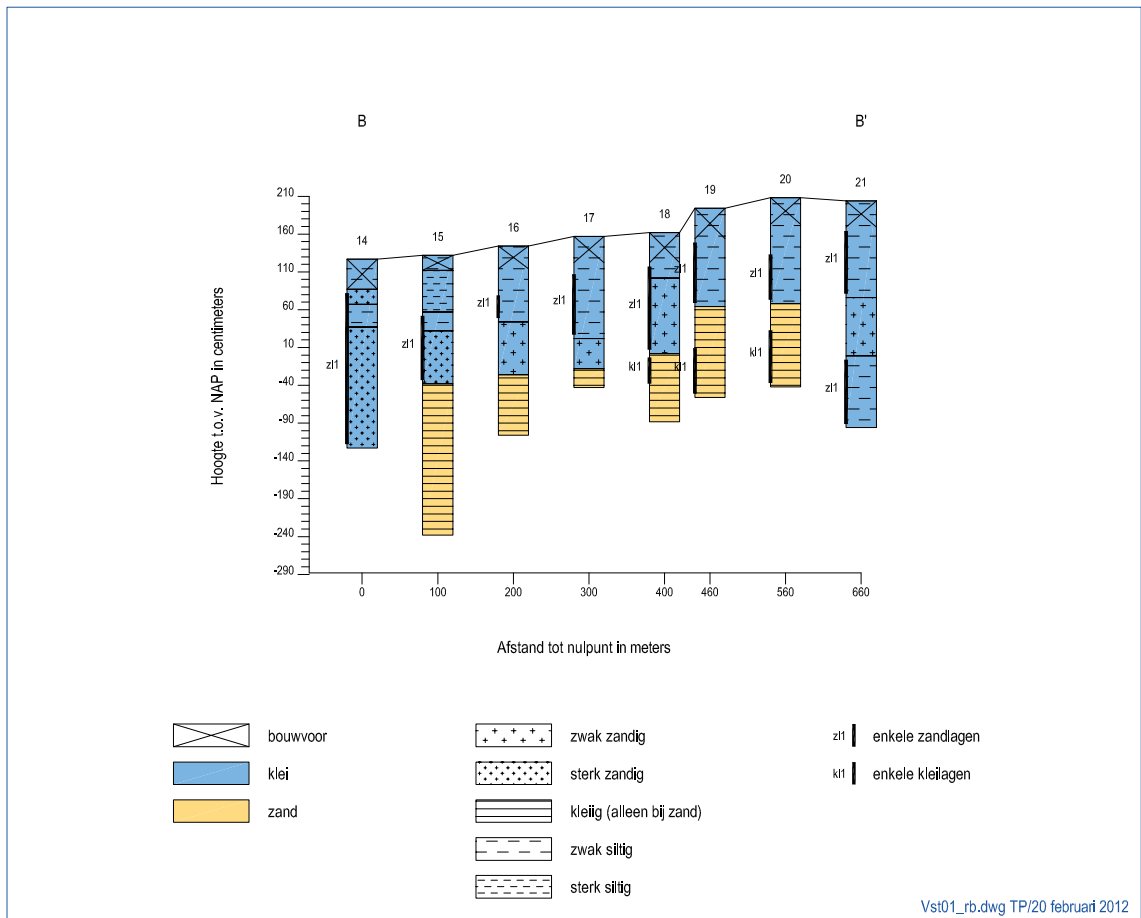 B B'
14 15 16 17 18 19 20 21
Hoogte t.o.v. NAP in centimeters
210
160
110
60
10
-40
-90
-140
-190
-240
-290
zl1
zl1
zl1
zl1
zl1
kl1
zl1
kl1
zl1
kl1
zl1
zl1
0 100 200 300 400 460 560 660
Afstand tot nulpunt in meters
bouwvoor
klei
zand
zwak zandig
sterk zandig
kleiig (alleen bij zand)
zwak siltig
sterk siltig
zl1 enkele zandlagen
kl1 enkele kleilagen
Vst01_rb.dwg TP/20 februari 2012